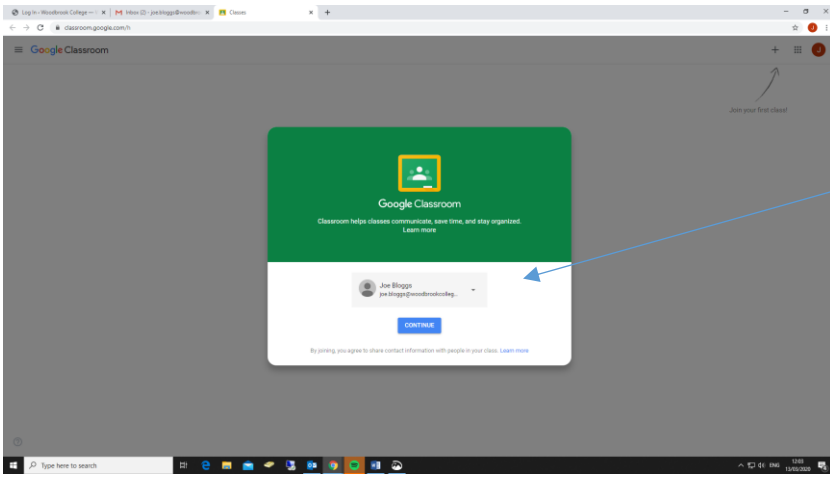 Log In ‹ Woodbrook College —
Inbox (2) - joe.bloggs@woodbro
Classes
classroom.google.com/h
J
Google Classroom
J
Join your first class!
Google Classroom
Classroom helps classes communicate, save time, and stay organized.
Learn more
Joe Bloggs
joe.bloggs@woodbrookcolleg...
CONTINUE
By joining, you agree to share contact information with people in your class. Learn more
Type here to search
ENG
12:03
13/03/2020